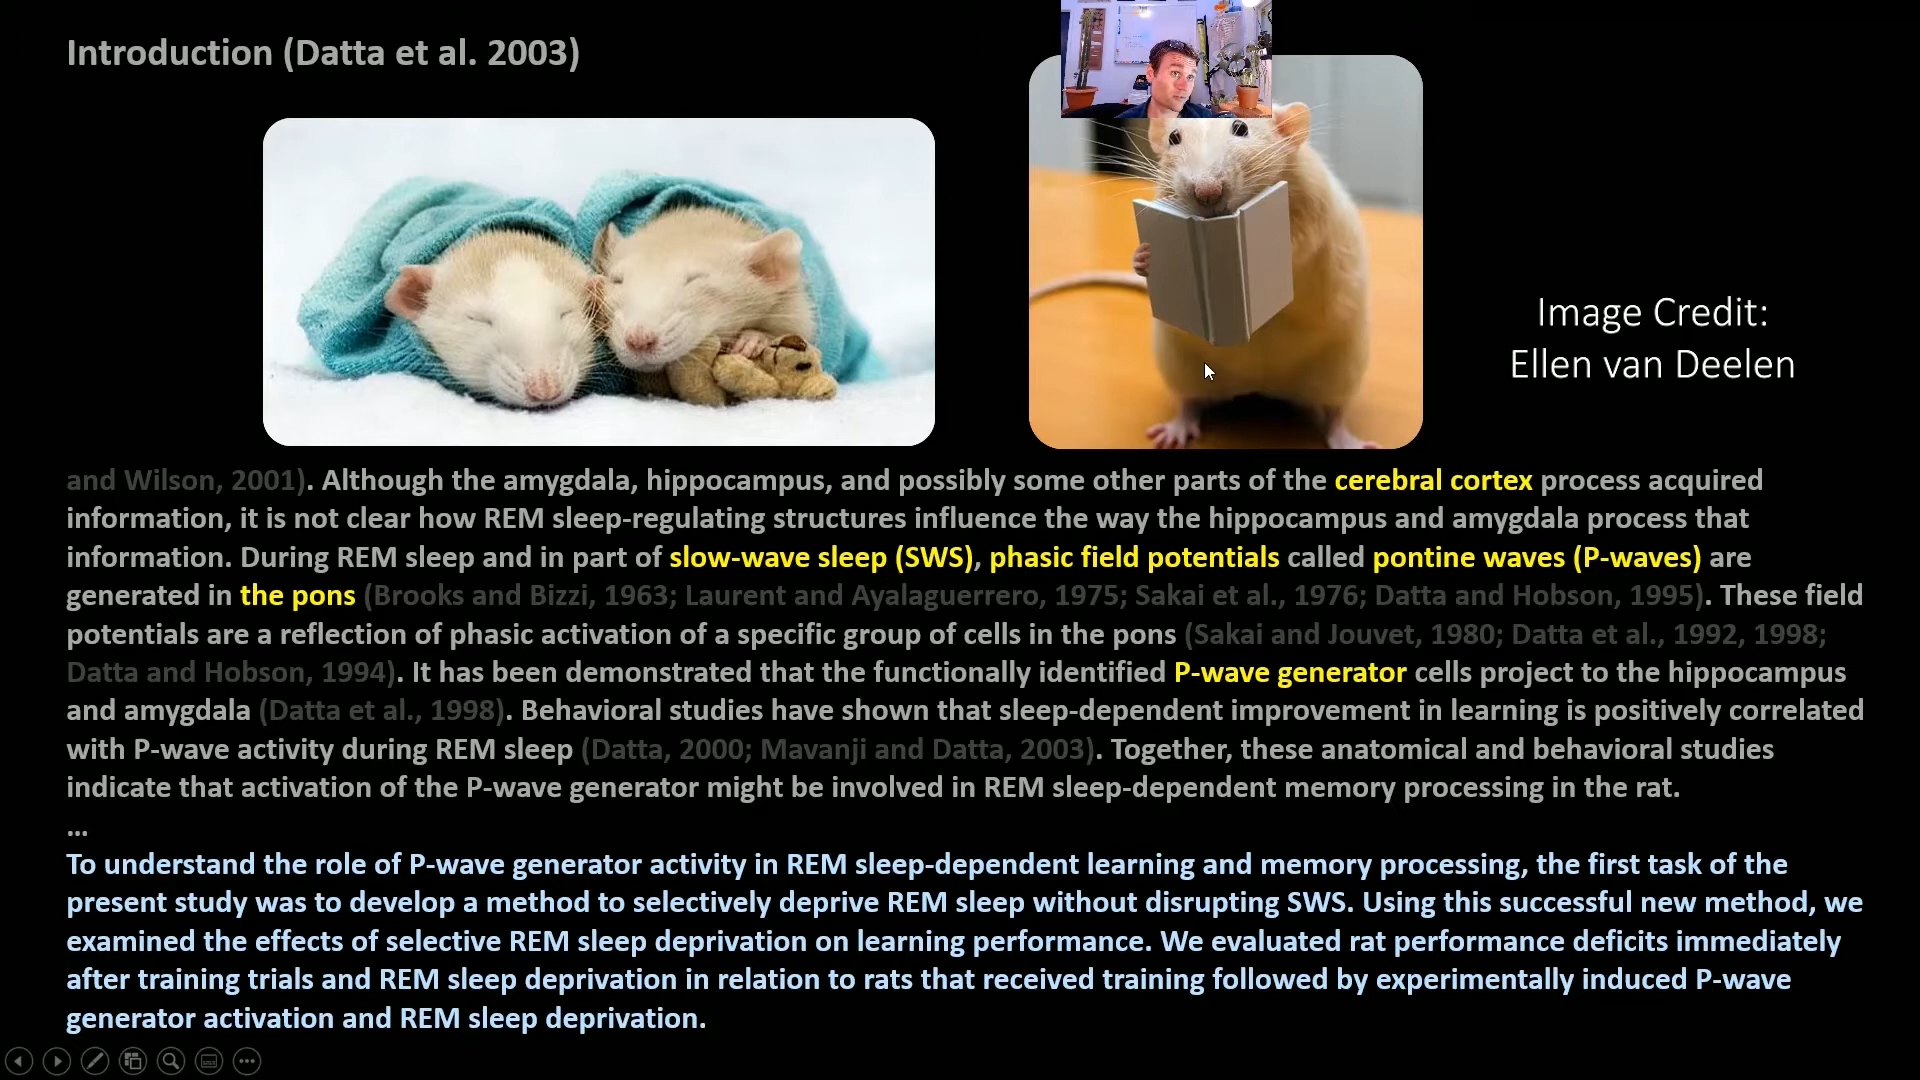 Introduction (Datta et al. 2003)
Image Credit:
Ellen van Deelen
and Wilson, 2001). Although the amygdala, hippocampus, and possibly some other parts of the cerebral cortex process acquired
information, it is not clear how REM sleep-regulating structures influence the way the hippocampus and amygdala process that
information. During REM sleep and in part of slow-wave sleep (SWS), phasic field potentials called pontine waves (P-waves) are
generated in the pons (Brooks and Bizzi, 1963; Laurent and Ayalaguerrero, 1975; Sakai et al., 1976; Datta and Hobson, 1995). These field
potentials are a reflection of phasic activation of a specific group of cells in the pons (Sakai and Jouvet, 1980; Datta et al., 1992, 1998;
Datta and Hobson, 1994). It has been demonstrated that the functionally identified P-wave generator cells project to the hippocampus
and amygdala (Datta et al., 1998). Behavioral studies have shown that sleep-dependent improvement in learning is positively correlated
with P-wave activity during REM sleep (Datta, 2000; Mavanji and Datta, 2003). Together, these anatomical and behavioral studies
indicate that activation of the P-wave generator might be involved in REM sleep-dependent memory processing in the rat.
...
To understand the role of P-wave generator activity in REM sleep-dependent learning and memory processing, the first task of the
present study was to develop a method to selectively deprive REM sleep without disrupting SWS. Using this successful new method, we
examined the effects of selective REM sleep deprivation on learning performance. We evaluated rat performance deficits immediately
after training trials and REM sleep deprivation in relation to rats that received training followed by experimentally induced P-wave
generator activation and REM sleep deprivation.